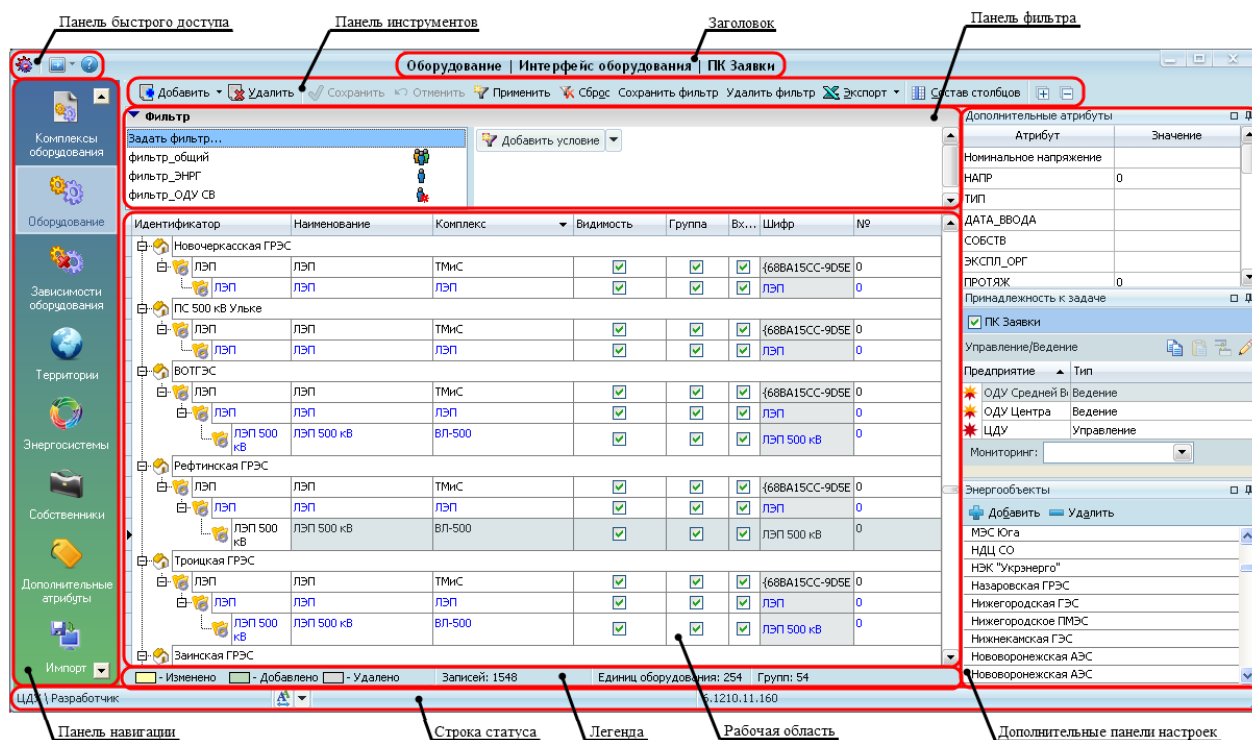 Панель быстрого доступа
Панель инструментов
Заголовок
Панель фильтра
Оборудование | Интерфейс оборудования | ПК Заявки
Добавить Удалить Сохранить Отменить Применить Сброс Сохранить фильтр Удалить фильтр Экспорт Состав столбцов
Комплексы оборудования
Оборудование
Зависимости оборудования
Территории
Энергосистемы
Собственники
Дополнительные атрибуты
Импорт
Фильтр
Задать фильтр...
фильтр_общий
фильтр_ЭНРГ
фильтр_ОДУ СВ
Добавить условие
Идентификатор Наименование Комплекс Видимость Группа Вх... Шифр №
Новочеркасская ГРЭС
ЛЭП ЛЭП ТМиС {68BA15CC-9D5E 0
ЛЭП ЛЭП ЛЭП ЛЭП 0
ПС 500 кВ Ульке
ЛЭП ЛЭП ТМиС {68BA15CC-9D5E 0
ЛЭП ЛЭП ЛЭП ЛЭП 0
ВОТГЭС
ЛЭП ЛЭП ТМиС {68BA15CC-9D5E 0
ЛЭП ЛЭП ЛЭП ЛЭП 0
ЛЭП 500 кВ ЛЭП 500 кВ ВЛ-500 ЛЭП 500 кВ 0
Рефтинская ГРЭС
ЛЭП ЛЭП ТМиС {68BA15CC-9D5E 0
ЛЭП ЛЭП ЛЭП ЛЭП 0
ЛЭП 500 кВ ЛЭП 500 кВ ВЛ-500 ЛЭП 500 кВ 0
Троицкая ГРЭС
ЛЭП ЛЭП ТМиС {68BA15CC-9D5E 0
ЛЭП ЛЭП ЛЭП ЛЭП 0
ЛЭП 500 кВ ЛЭП 500 кВ ВЛ-500 ЛЭП 500 кВ 0
Заинская ГРЭС
Дополнительные атрибуты
Атрибут Значение
Номинальное напряжение
НАПР 0
ТИП
ДАТА_ВВОДА
СОБСТВ
ЭКСПЛ_ОРГ
ПРОТЯЖ 0
Принадлежность к задаче
ПК Заявки
Управление/Ведение
Предприятие Тип
ОДУ Средней Ведение
ОДУ Центра Ведение
ЦДУ Управление
Мониторинг:
Энергообъекты
Добавить Удалить
МЭС Юга
НДЦ СО
НЭК "Укрэнерго"
Назаровская ГРЭС
Нижегородская ГЭС
Нижегородское ПМЭС
Нижнекамская ГЭС
Нововоронежская АЭС
Нововоронежская АЭС
- Изменено - Добавлено - Удалено Записей: 1548 Единиц оборудования: 254 Групп: 54
ЦДУ \ Разработчик 6.1210.11.160
Панель навигации
Строка статуса
Легенда
Рабочая область
Дополнительные панели настроек